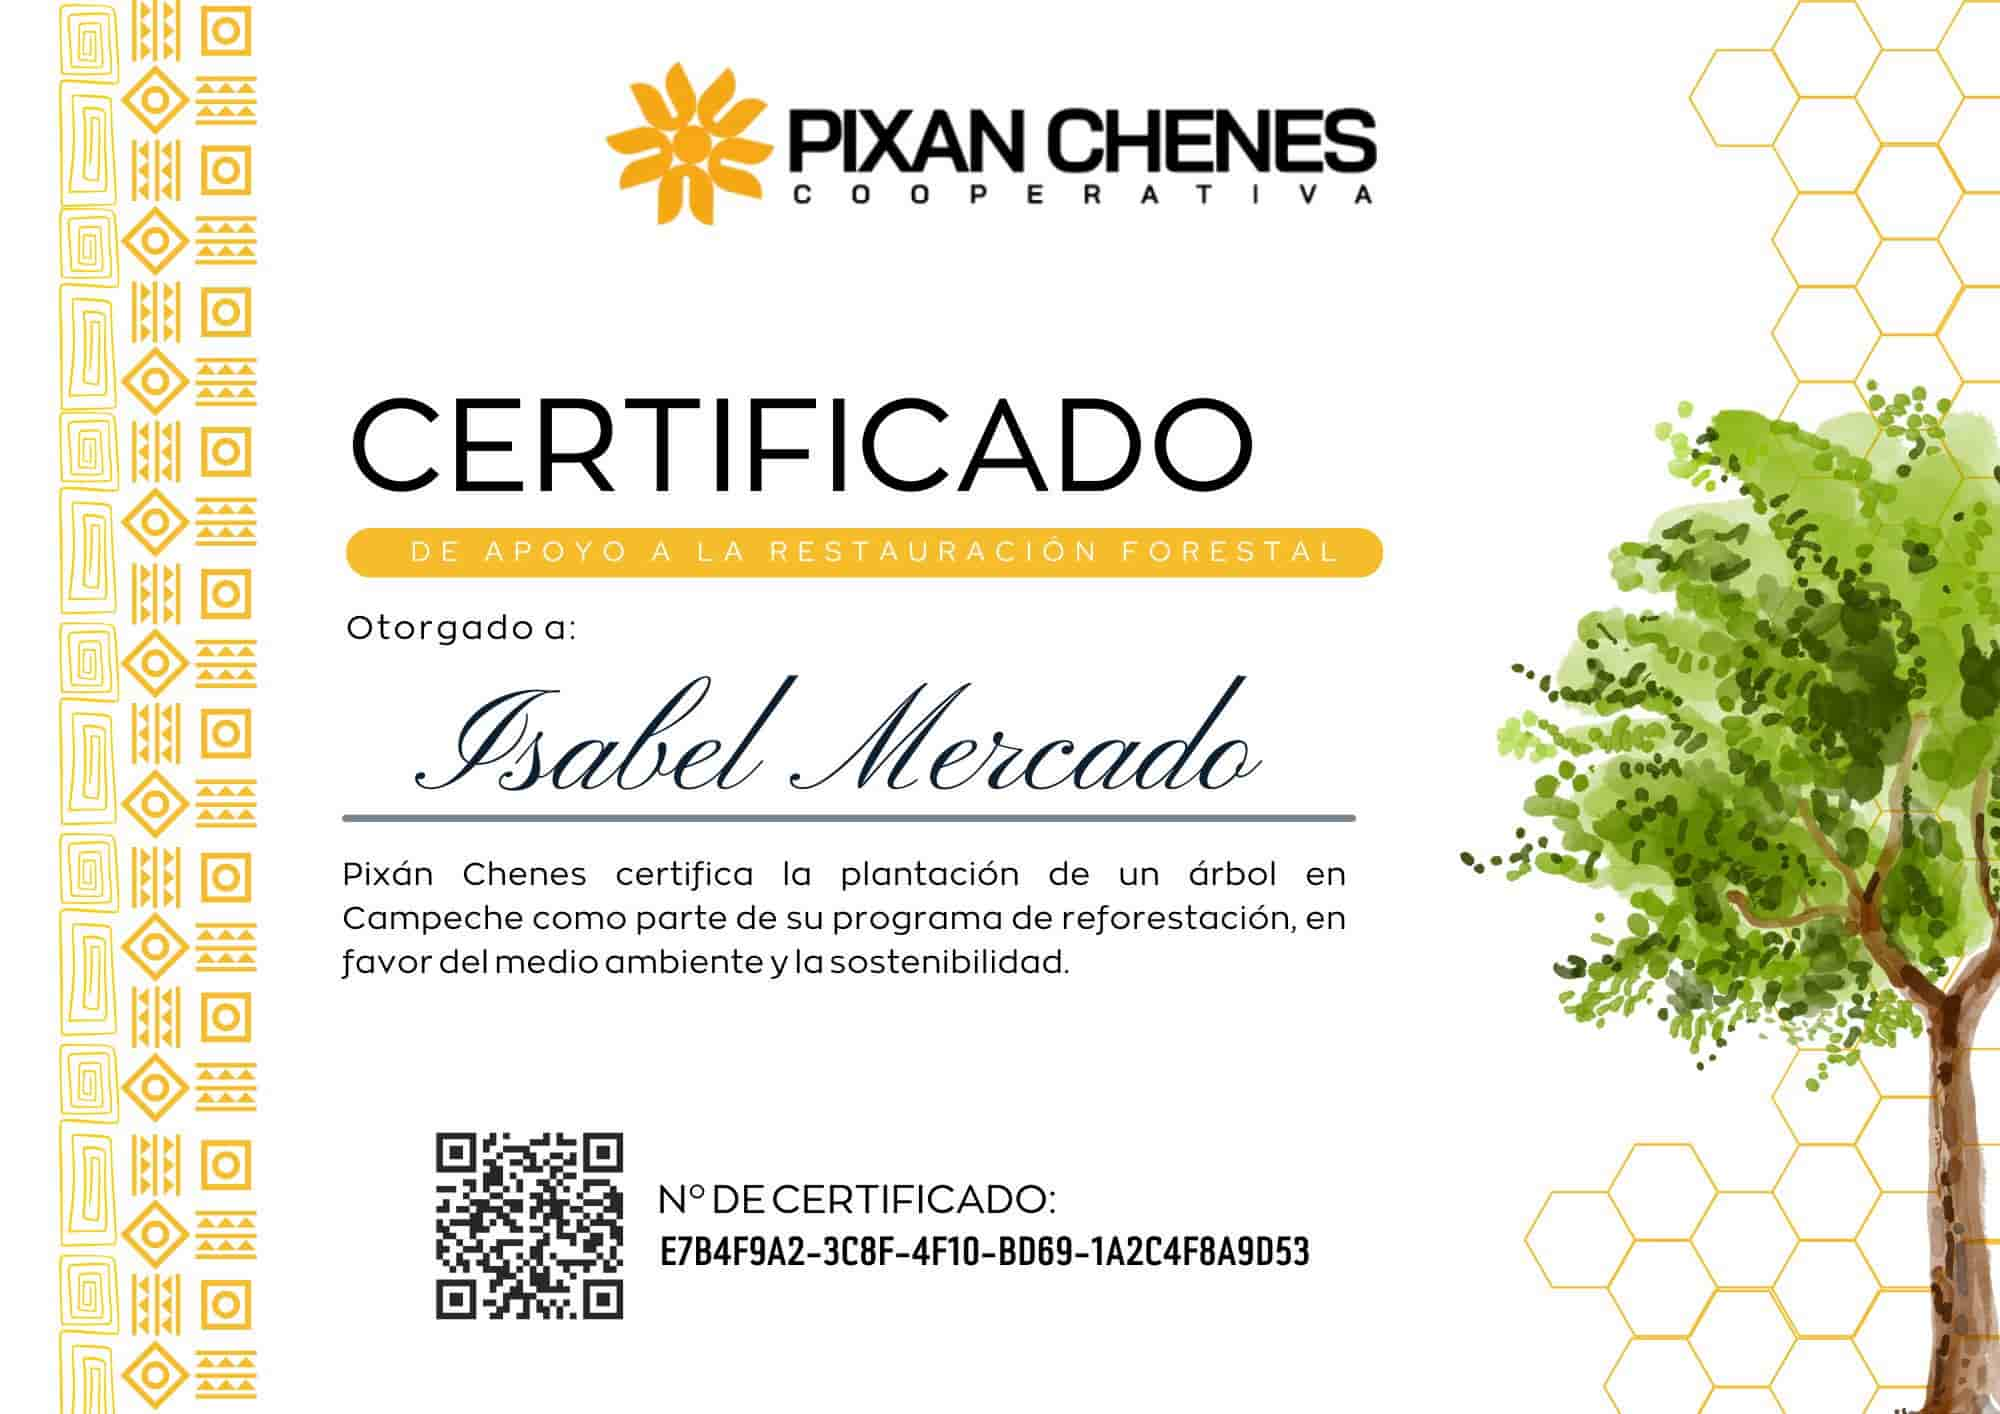 PIXAN CHENES
COOPERATIVA
CERTIFICADO
DE APOYO A LA RESTAURACIÓN FORESTAL
Otorgado a:
Isabel Mercado
Pixán Chenes certifica la plantación de un árbol en
Campeche como parte de su programa de reforestación, en
favor del medio ambiente y la sostenibilidad.
Nº DE CERTIFICADO:
E7B4F9A2-3C8F-4F10-BD69-1A2C4F8A9D53